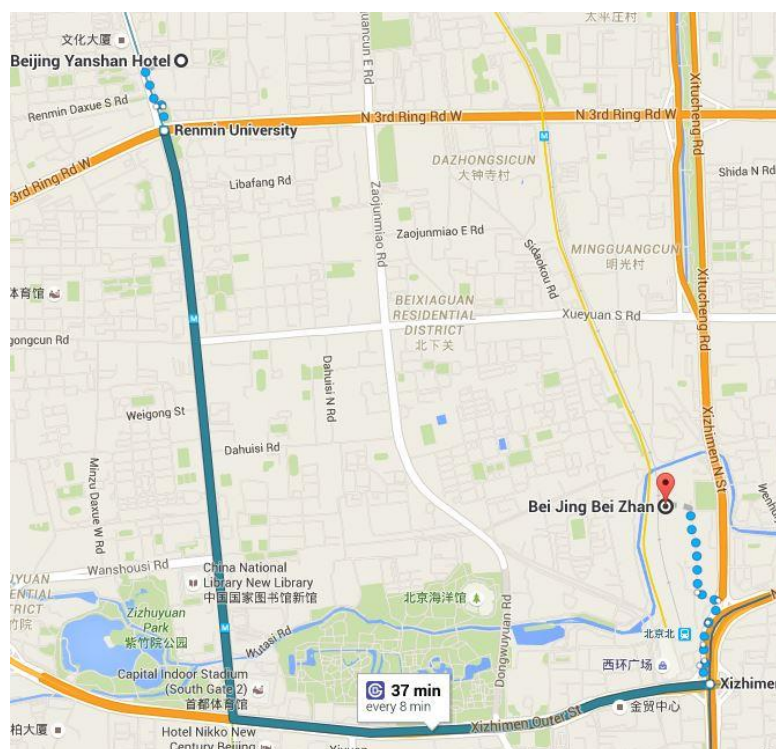 太平庄村
文化大厦
Beijing Yanshan Hotel
Renmin Daxue S Rd
Renmin University
N 3rd Ring Rd W
N 3rd Ring Rd W
3rd Ring Rd W
Xitucheng Rd
DAZHONGSICUN
大钟寺村
Shida N Rd
Libafang Rd
Zaojunmiao Rd
Zaojunmiao E Rd
Sidaokou Rd
MINGGUANGCUN
明光村
体育馆
BEIXIAGUAN
RESIDENTIAL
DISTRICT
北下关
Xueyuan S Rd
Xitucheng Rd
gongcun Rd
Dahuisi N Rd
Weigong St
Dahuisi Rd
Minzu Daxue W Rd
Xizhimen N St
Bei Jing Bei Zhan
Wanshousi Rd
China National
Library New Library
中国国家图书馆新馆
Zizhuyuan
Park
紫竹院公园
北京海洋馆
Wutasi Rd
Dongwuyuan Rd
北京北
西环广场
Capital Indoor Stadium
(South Gate 2)
首都体育馆
37 min
every 8 min
Xizhimen
Xizhimen Outer St
金贸中心
柏大厦
Hotel Nikko New
Century Beijing